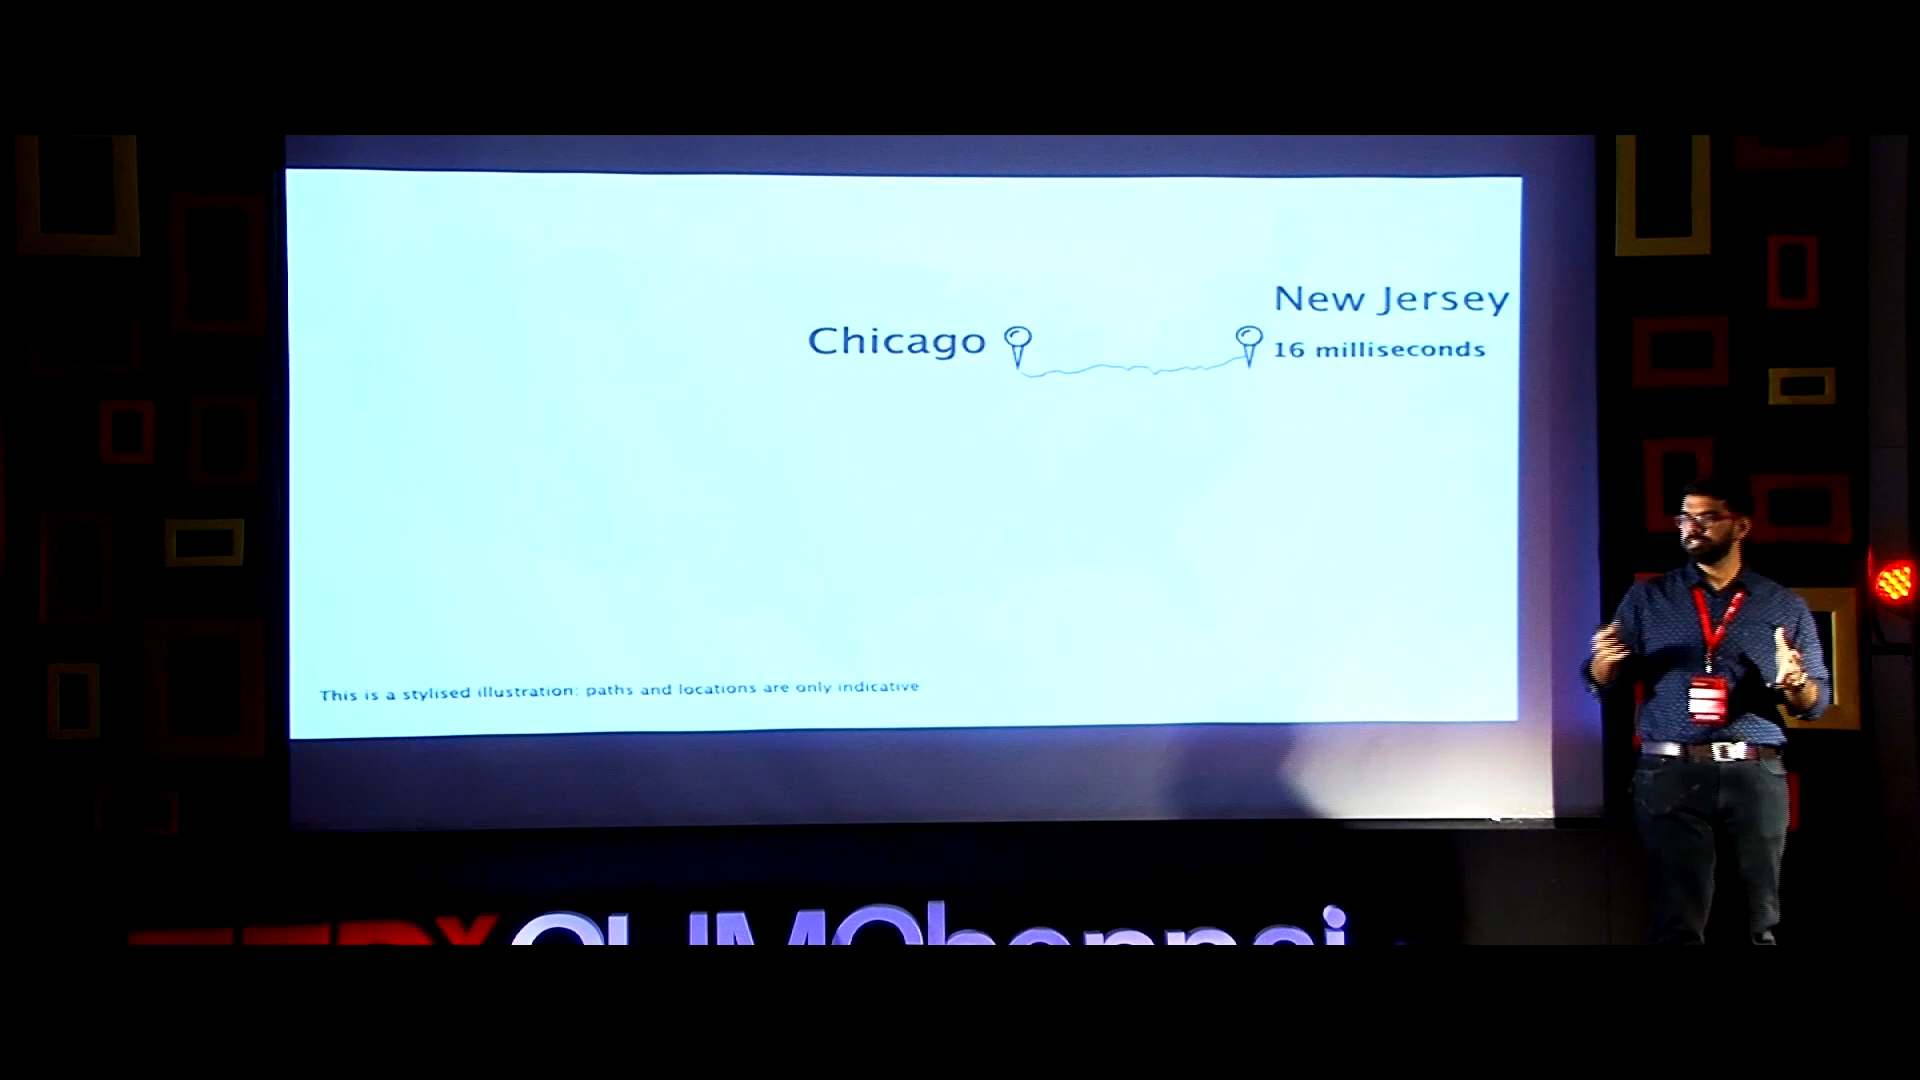 New Jersey
Chicago
16 milliseconds
This is a stylised illustration: paths and locations are only indicative